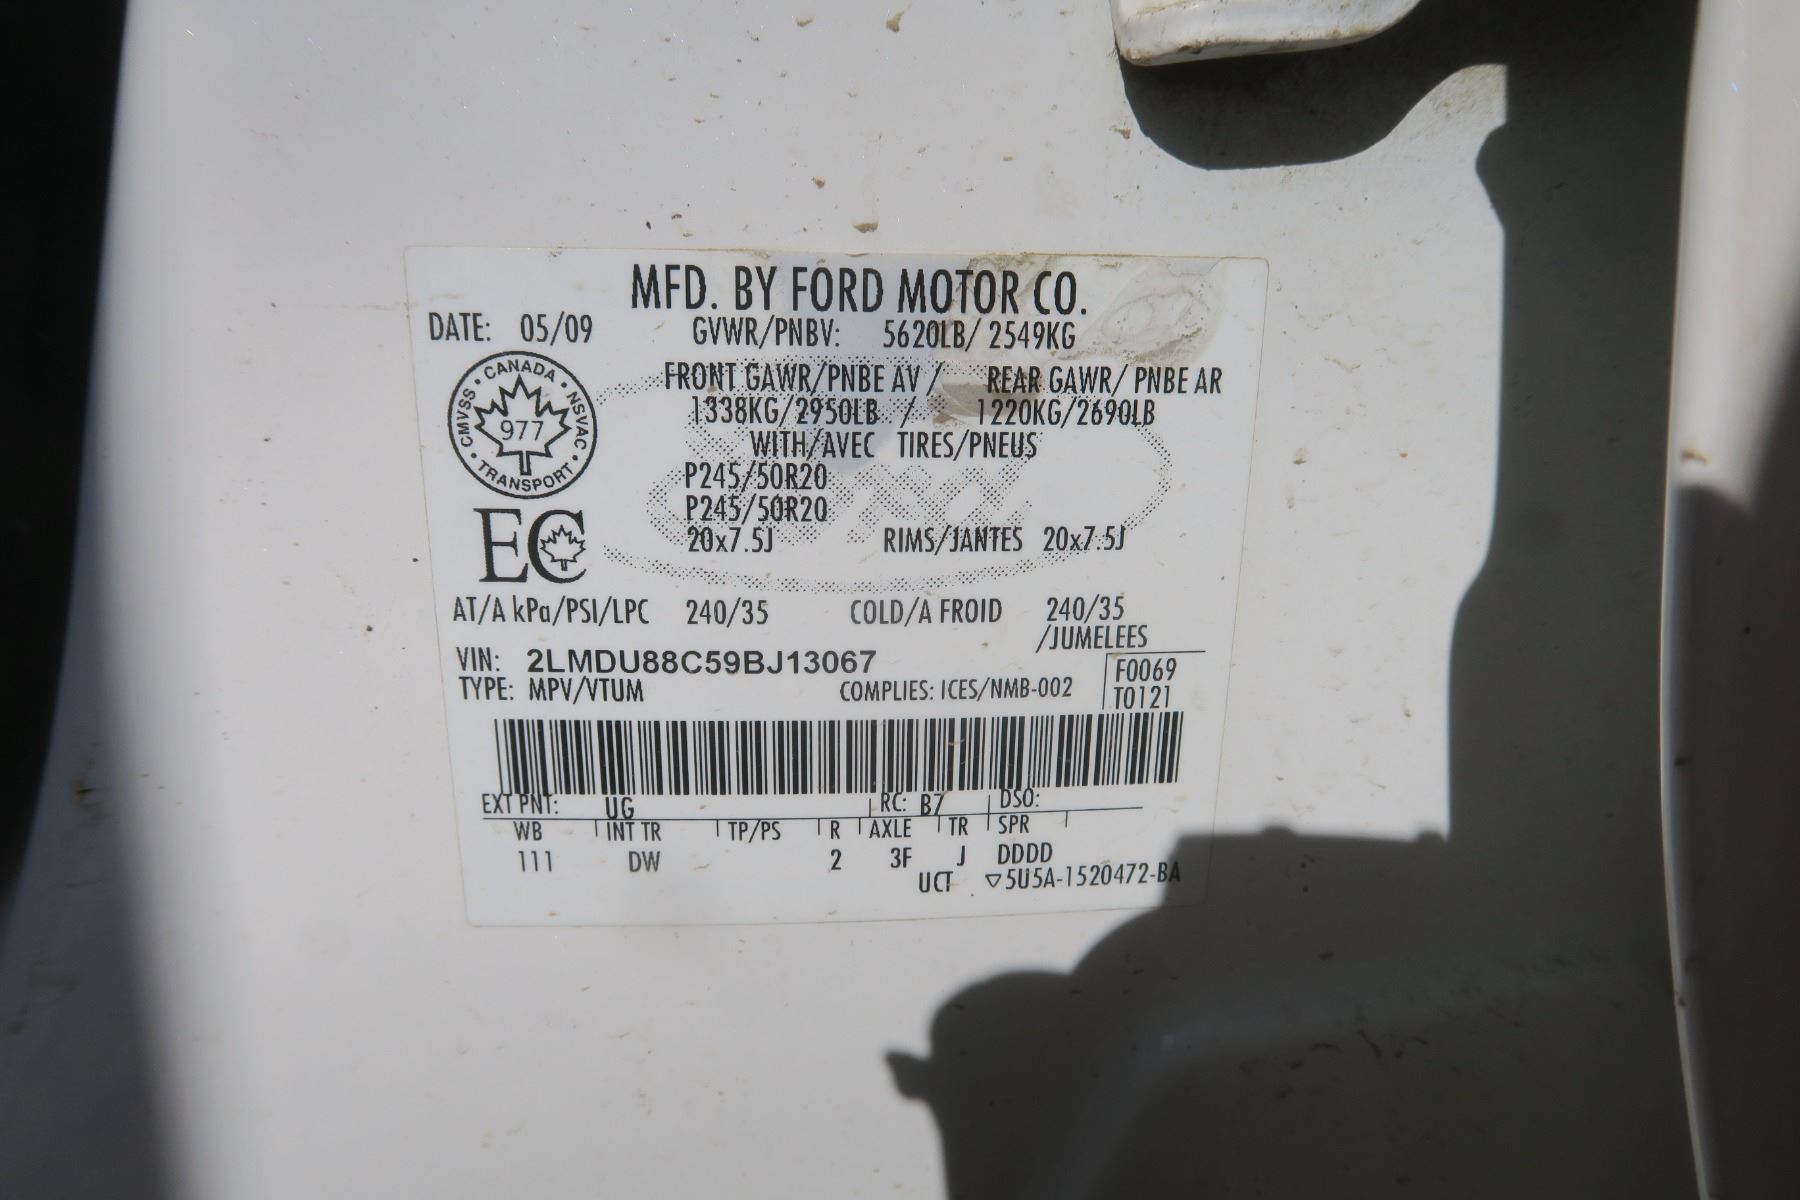 MFD. BY FORD MOTOR CO.
DATE: 05/09 GVWR/PNBV: 5620LB/ 2549KG
CMVSS • CANADA • NSVAC • TRANSPORT •
977
FRONT GAWR/PNBE AV / REAR GAWR/ PNBE AR
1338KG/2950LB / 1220KG/2690LB
WITH/AVEC TIRES/PNEUS
P245/50R20
P245/50R20
EC
20x7.5J RIMS/JANTES 20x7.5J
AT/A kPa/PSI/LPC 240/35 COLD/A FROID 240/35
/JUMELEES
VIN: 2LMDU88C59BJ13067 F0069
TYPE: MPV/VTUM COMPLIES: ICES/NMB-002 T0121
EXT PNT: UG RC: B7 DSO:
WB INT TR TP/PS R AXLE TR SPR
111 DW 2 3F J DDDD
UCT ▽5U5A-1520472-BA